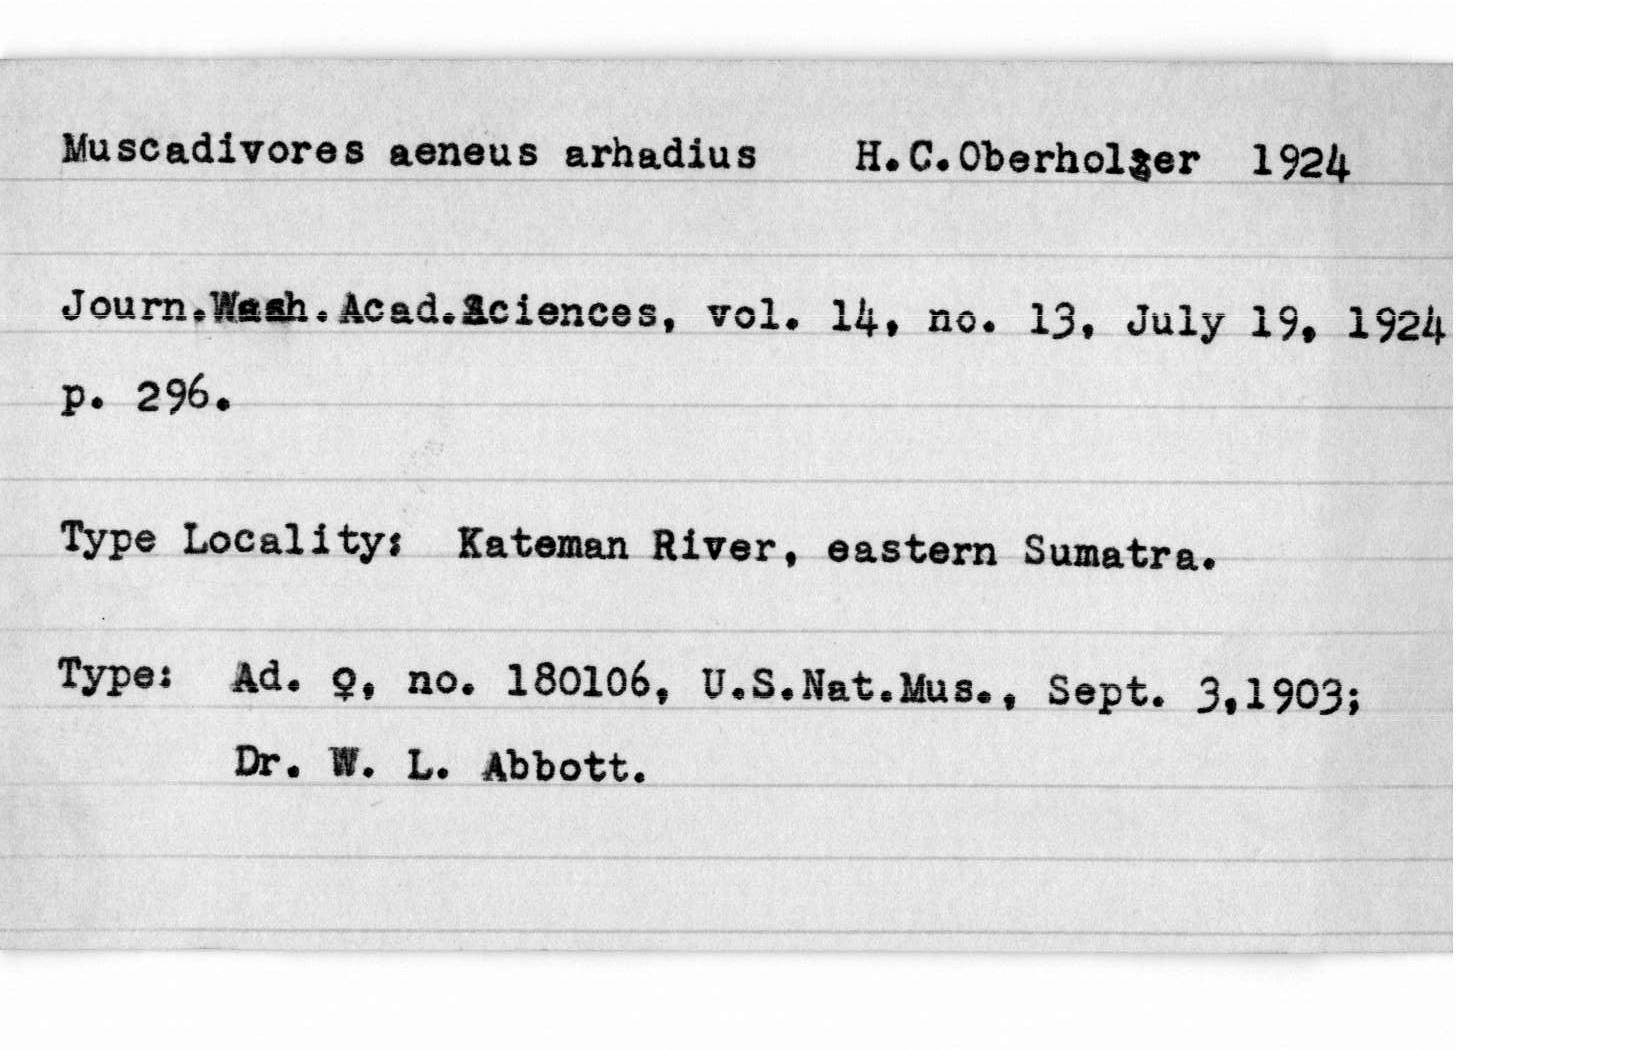 Muscadivores aeneus arhadius H.C.Oberholser 1924
Journ.Wash.Acad.Sciences, vol. 14, no. 13, July 19, 1924
p. 296.
Type Locality: Kateman River, eastern Sumatra.
Type: Ad. ♀, no. 180106, U.S.Nat.Mus., Sept. 3,1903;
Dr. W. L. Abbott.